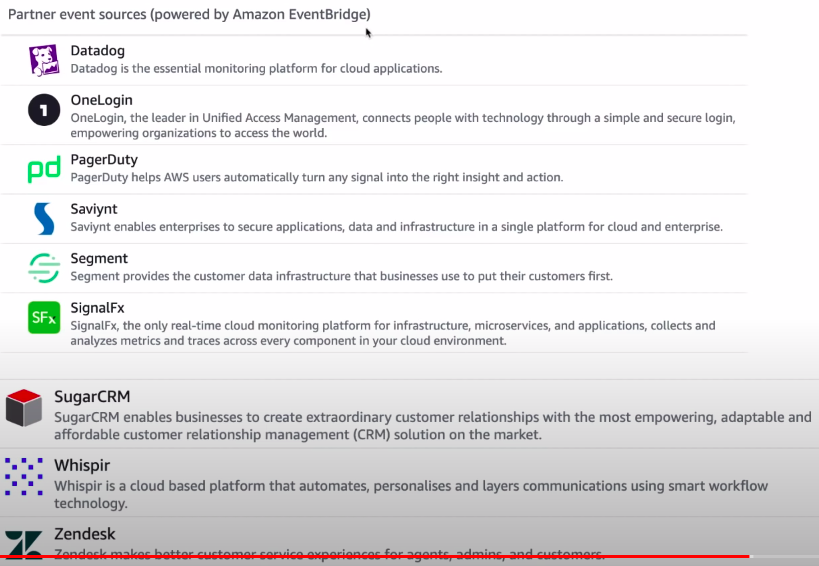 Partner event sources (powered by Amazon EventBridge)
Datadog
Datadog is the essential monitoring platform for cloud applications.
1
OneLogin
OneLogin, the leader in Unified Access Management, connects people with technology through a simple and secure login,
empowering organizations to access the world.
pd
PagerDuty
PagerDuty helps AWS users automatically turn any signal into the right insight and action.
Saviynt
Saviynt enables enterprises to secure applications, data and infrastructure in a single platform for cloud and enterprise.
Segment
Segment provides the customer data infrastructure that businesses use to put their customers first.
SFx
SignalFx
SignalFx, the only real-time cloud monitoring platform for infrastructure, microservices, and applications, collects and
analyzes metrics and traces across every component in your cloud environment.
SugarCRM
SugarCRM enables businesses to create extraordinary customer relationships with the most empowering, adaptable and
affordable customer relationship management (CRM) solution on the market.
Whispir
Whispir is a cloud based platform that automates, personalises and layers communications using smart workflow
technology.
Zendesk
Zendesk makes better customer service experiences for agents, admins, and customers.